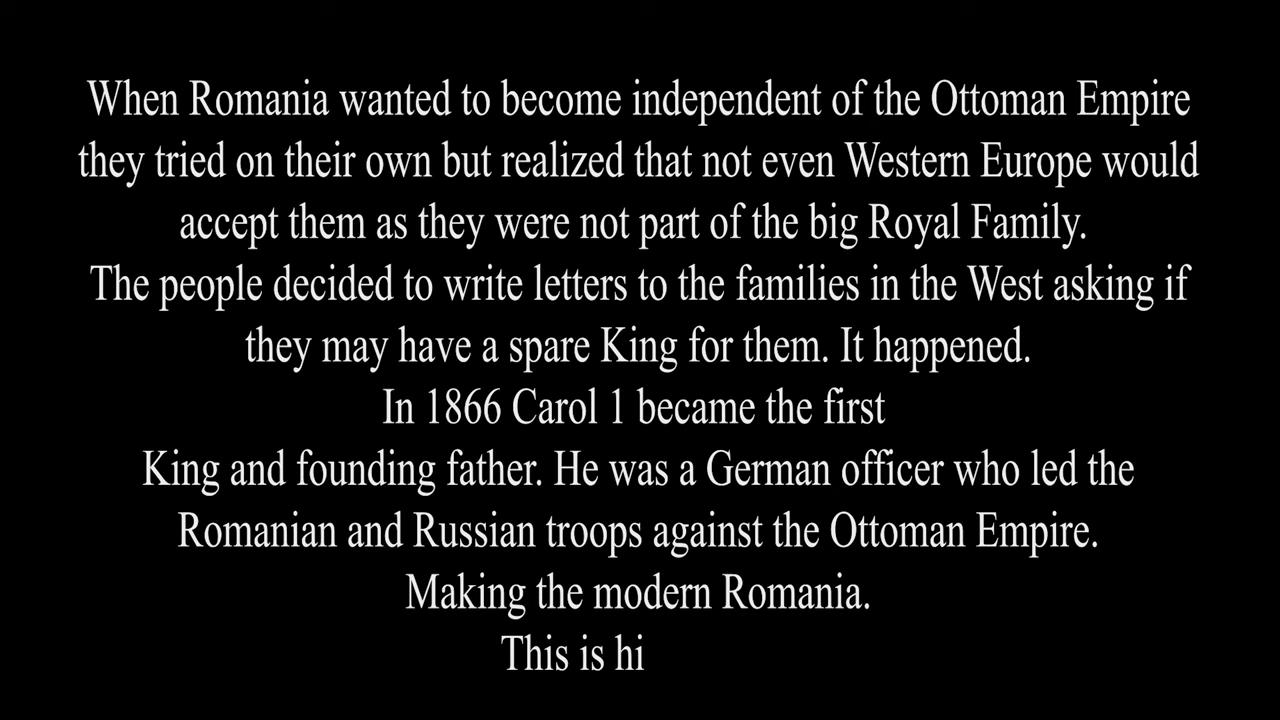 When Romania wanted to become independent of the Ottoman Empire
they tried on their own but realized that not even Western Europe would
accept them as they were not part of the big Royal Family.
The people decided to write letters to the families in the West asking if
they may have a spare King for them. It happened.
In 1866 Carol 1 became the first
King and founding father. He was a German officer who led the
Romanian and Russian troops against the Ottoman Empire.
Making the modern Romania.
This is hi